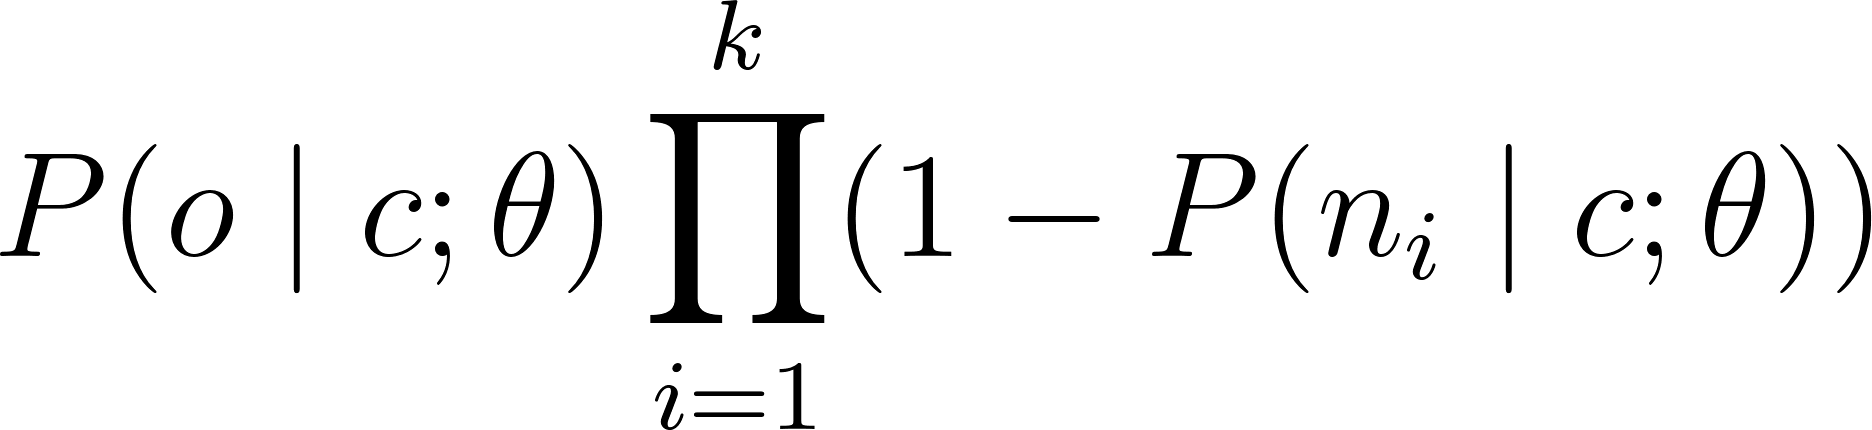 P(o | c; θ) ∏_{i=1}^{k} (1 − P(n_i | c; θ))